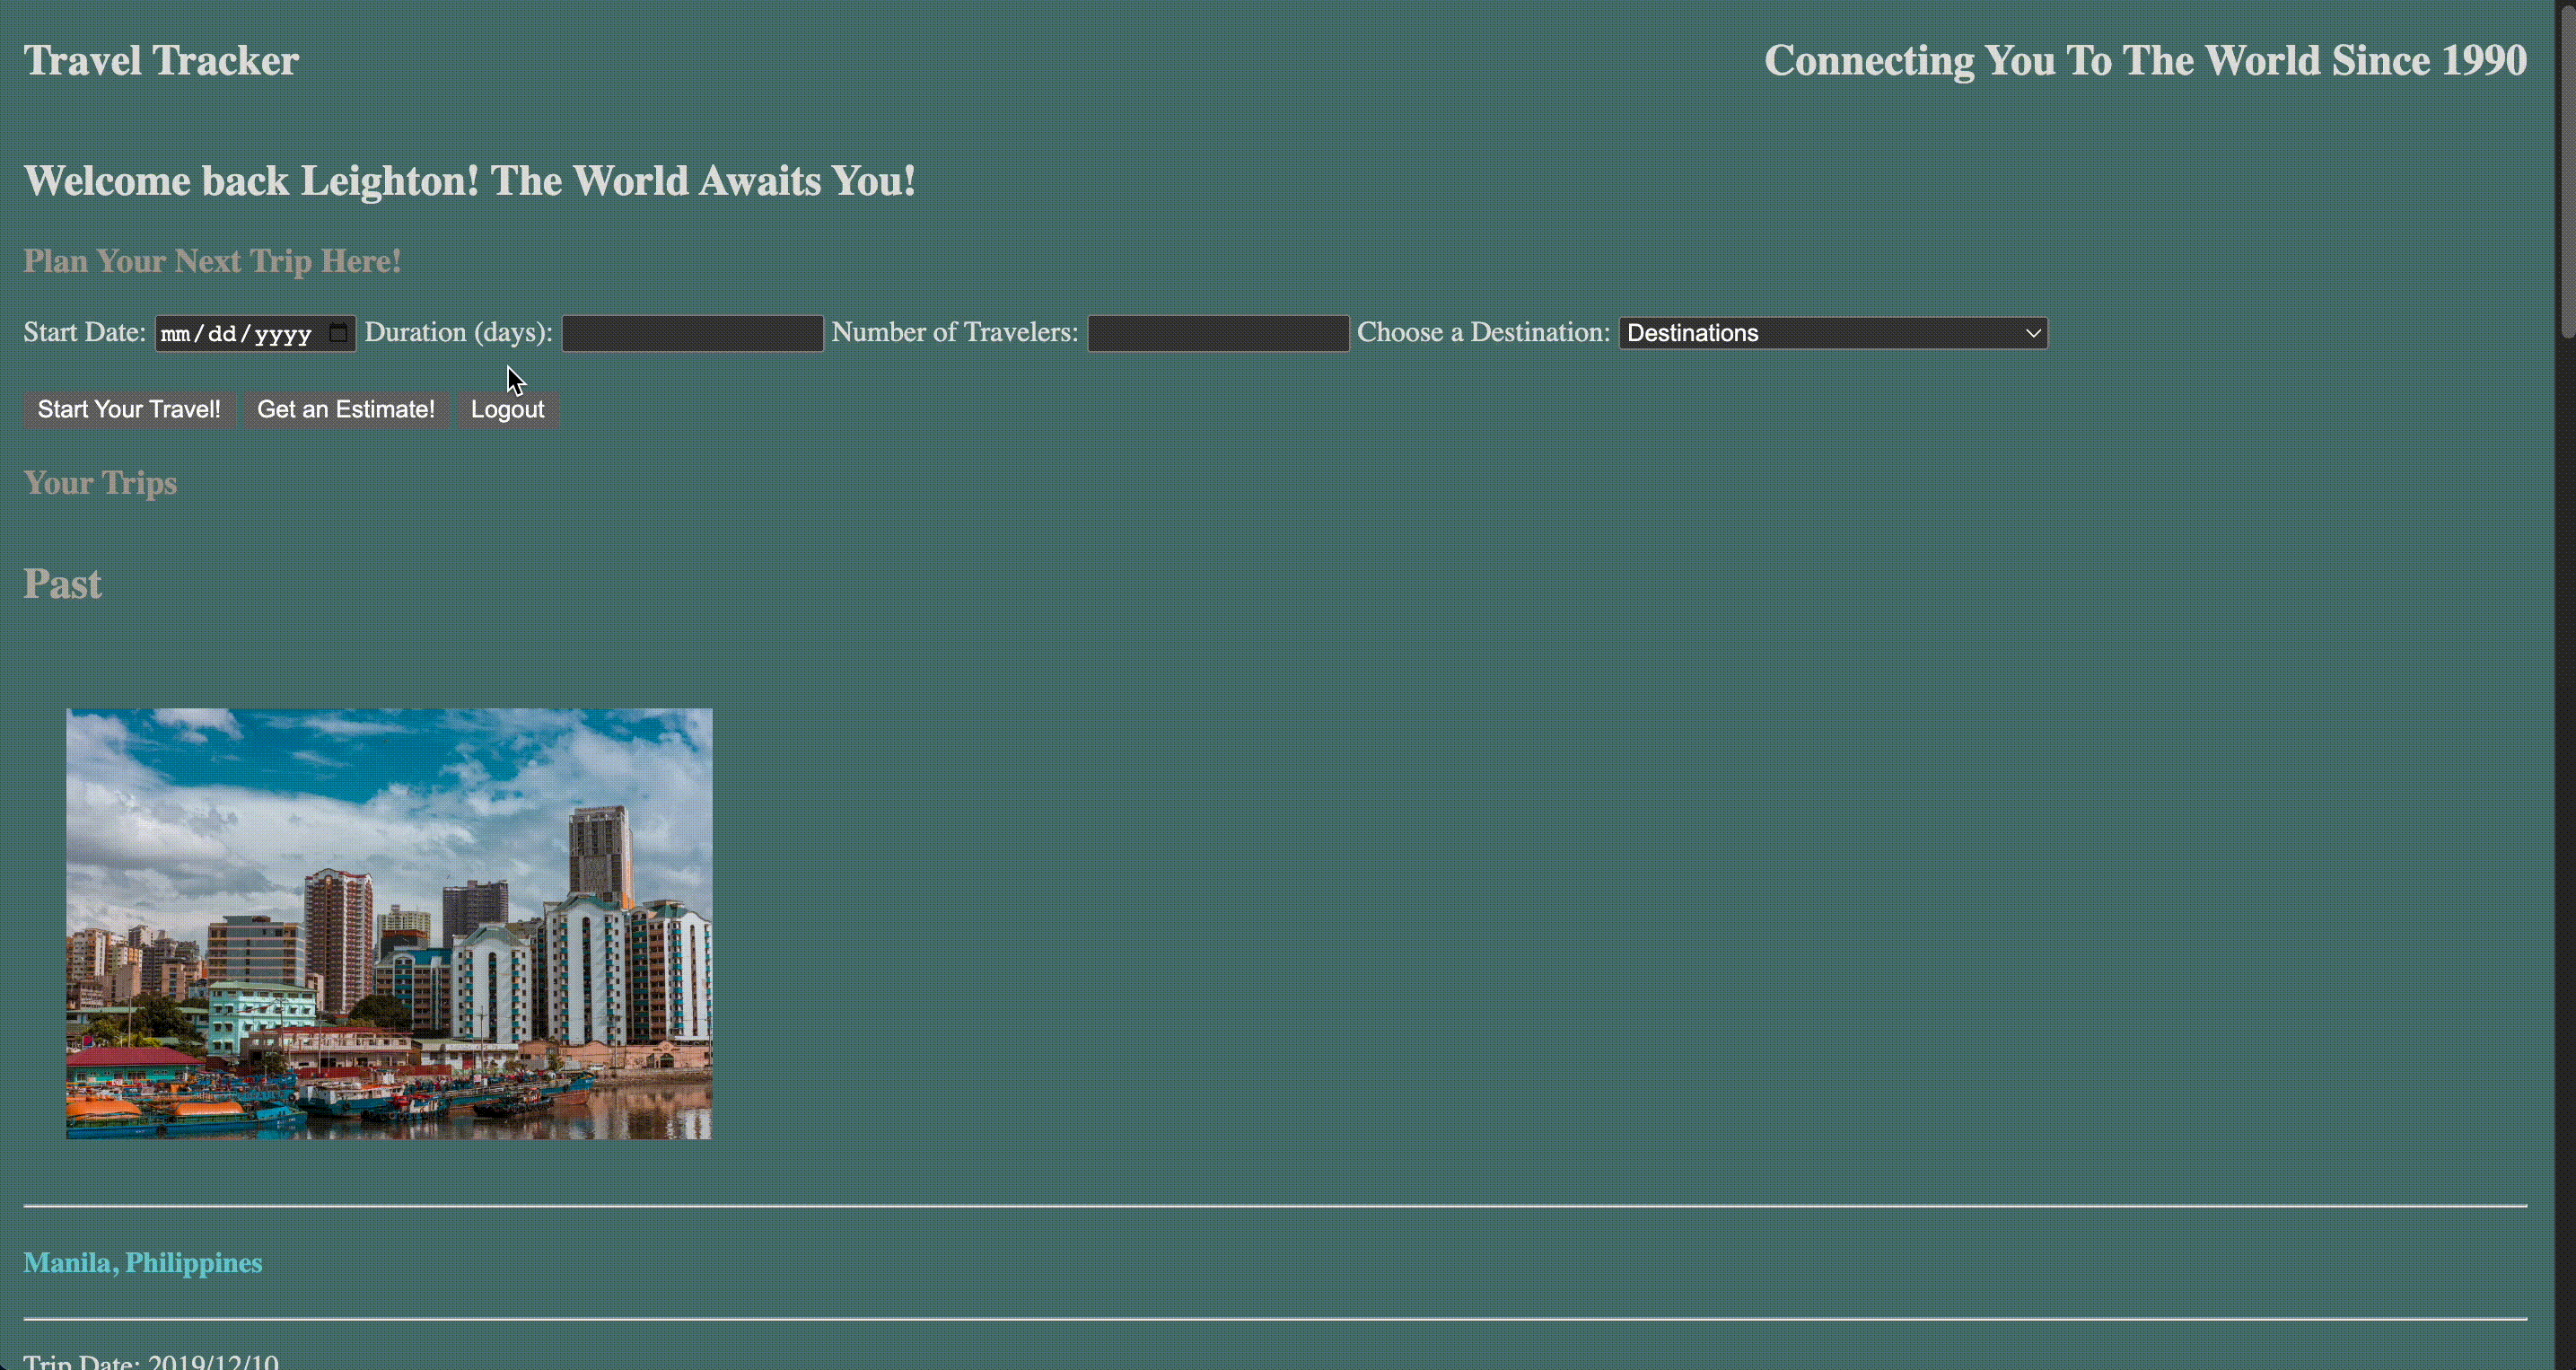 Travel Tracker Connecting You To The World Since 1990
Welcome back Leighton! The World Awaits You!
Plan Your Next Trip Here!
Start Date: mm/dd/yyyy Duration (days): Number of Travelers: Choose a Destination: Destinations
Start Your Travel! Get an Estimate! Logout
Your Trips
Past
Manila, Philippines
Trip Date: 2019/12/10